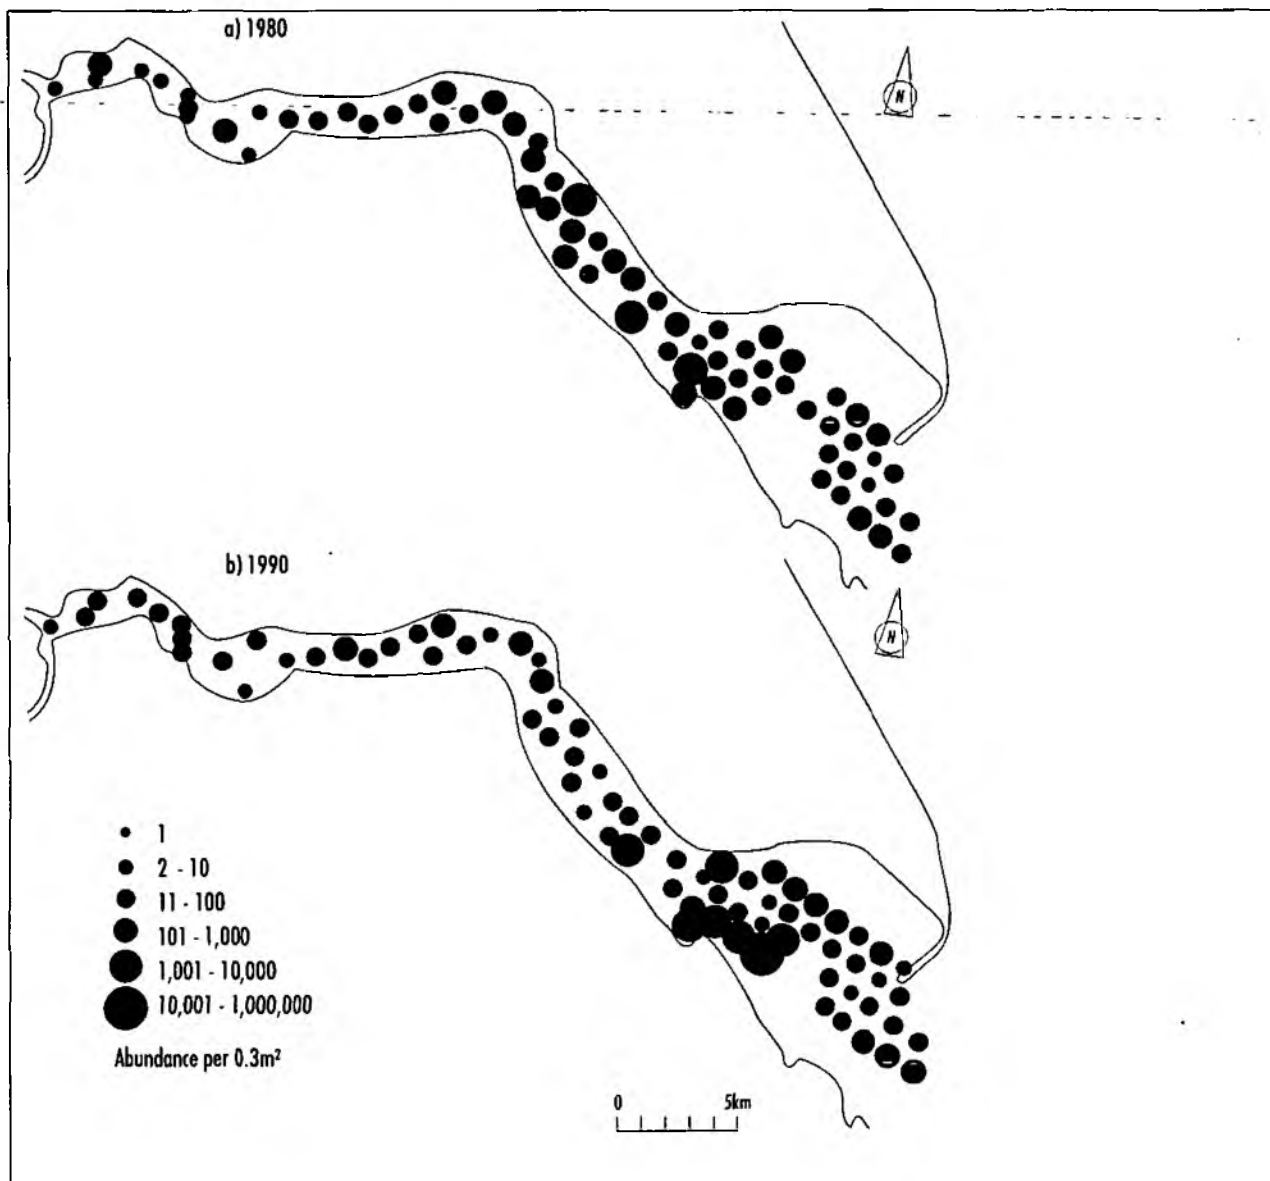 a) 1980
N
b) 1990
N
1
2 - 10
11 - 100
101 - 1,000
1,001 - 10,000
10,001 - 1,000,000
Abundance per 0.3m²
0 5km